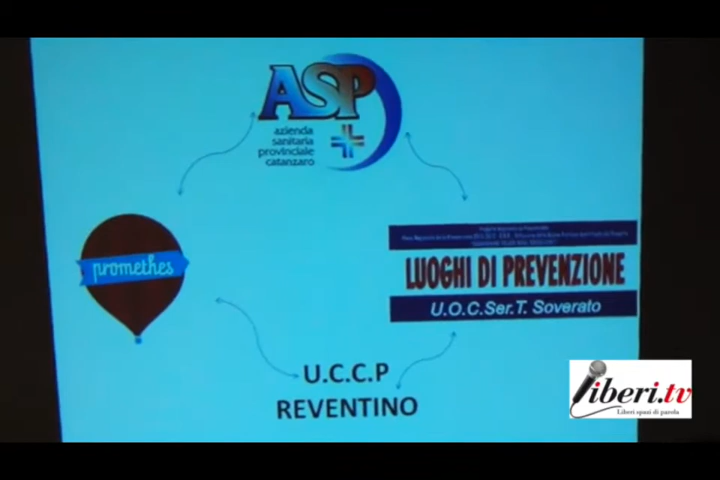 ASP
azienda
sanitaria
provinciale
catanzaro
promethes
LUOGHI DI PREVENZIONE
U.O.C.Ser.T. Soverato
U.C.C.P
REVENTINO
liberi.tv
Liberi spazi di parola